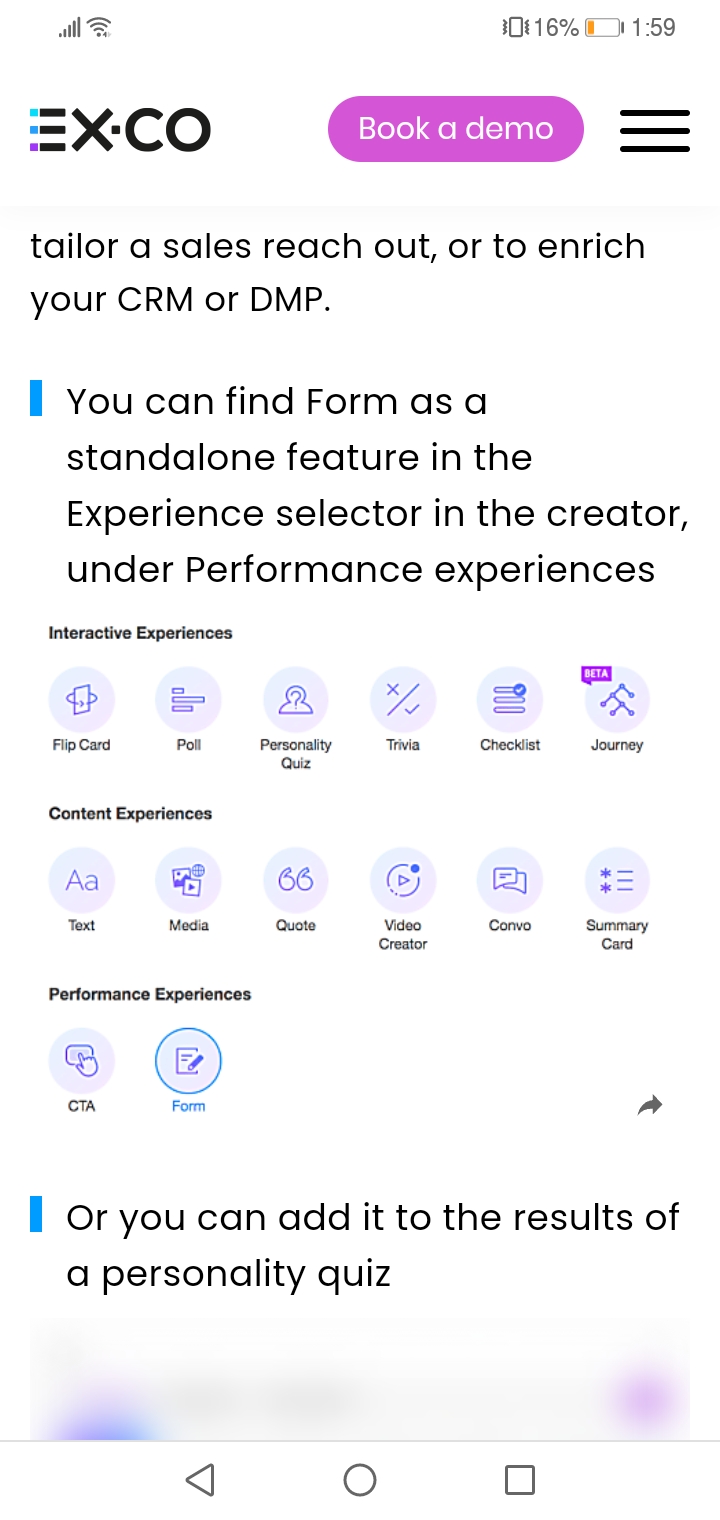 16% 1:59
EX·CO
Book a demo
tailor a sales reach out, or to enrich
your CRM or DMP.
You can find Form as a
standalone feature in the
Experience selector in the creator,
under Performance experiences
Interactive Experiences
BETA
Flip Card Poll Personality Quiz Trivia Checklist Journey
Content Experiences
Aa
Text Media Quote Video Creator Convo Summary Card
Performance Experiences
CTA Form
Or you can add it to the results of
a personality quiz